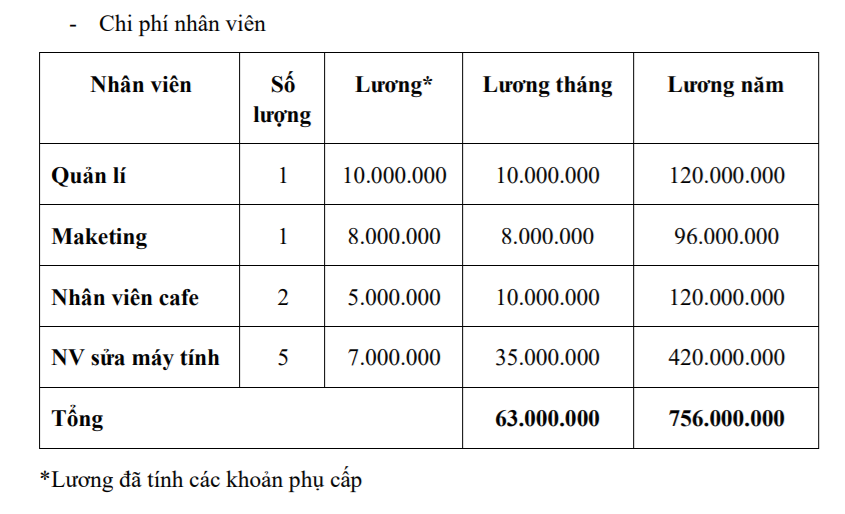 - Chi phí nhân viên
Nhân viên Số lượng Lương* Lương tháng Lương năm
Quản lí 1 10.000.000 10.000.000 120.000.000
Maketing 1 8.000.000 8.000.000 96.000.000
Nhân viên cafe 2 5.000.000 10.000.000 120.000.000
NV sửa máy tính 5 7.000.000 35.000.000 420.000.000
Tổng 63.000.000 756.000.000
*Lương đã tính các khoản phụ cấp